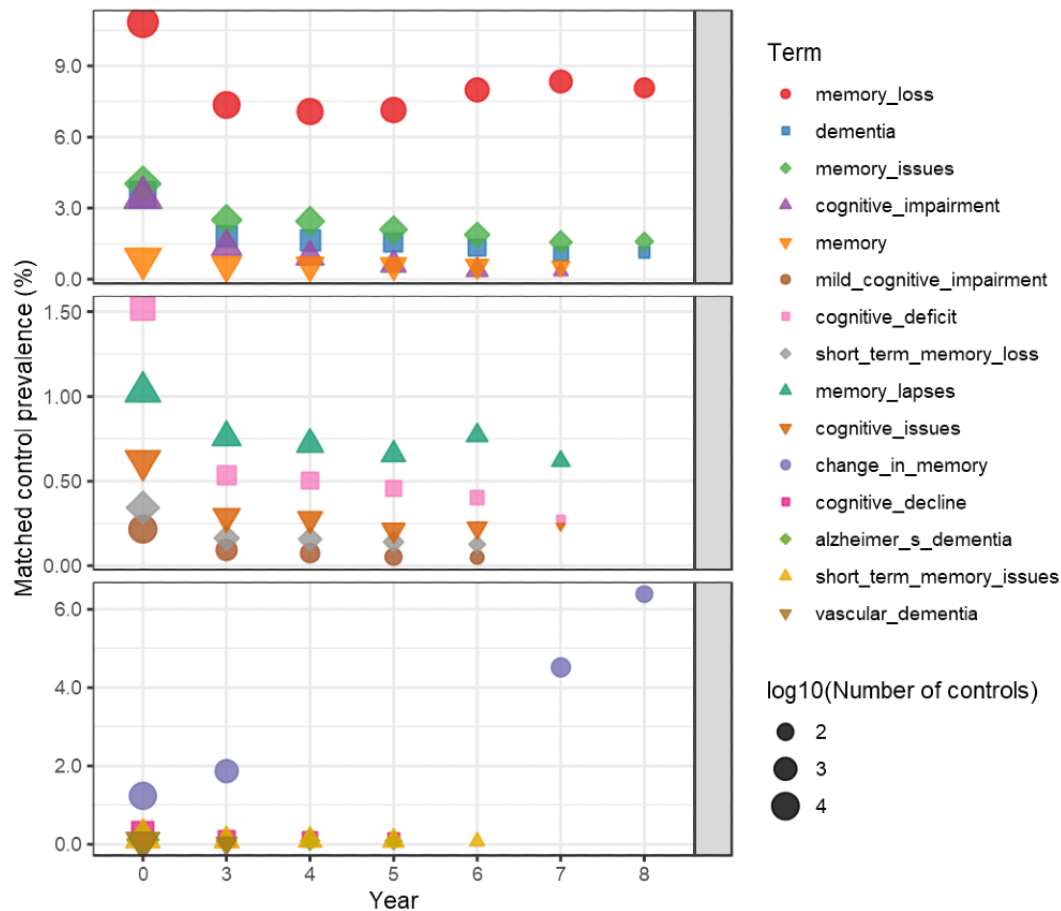 9.0
6.0
3.0
0.0
1.50
1.00
0.50
0.00
6.0
4.0
2.0
0.0
Matched control prevalence (%)
0 3 4 5 6 7 8
Year
Term
memory_loss
dementia
memory_issues
cognitive_impairment
memory
mild_cognitive_impairment
cognitive_deficit
short_term_memory_loss
memory_lapses
cognitive_issues
change_in_memory
cognitive_decline
alzheimer_s_dementia
short_term_memory_issues
vascular_dementia
log10(Number of controls)
2
3
4